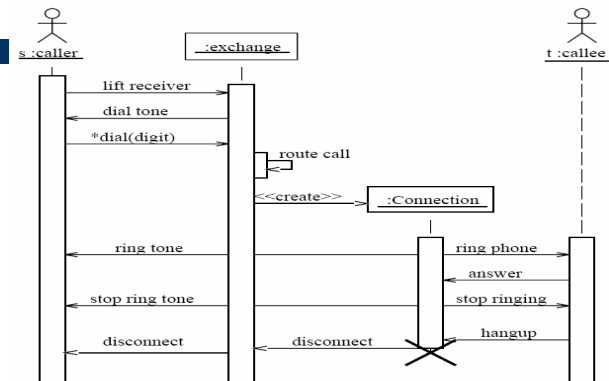 s :caller
:exchange
t :callee
lift receiver
dial tone
*dial(digit)
route call
<<create>>
:Connection
ring tone
ring phone
answer
stop ring tone
stop ringing
hangup
disconnect
disconnect